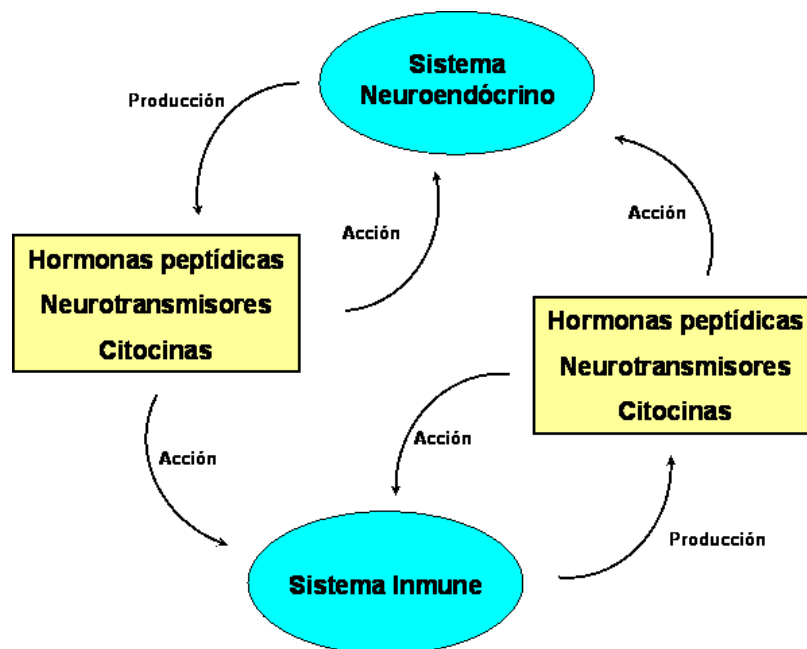 Sistema
Neuroendócrino
Producción
Acción
Acción
Hormonas peptídicas
Neurotransmisores
Citocinas
Hormonas peptídicas
Neurotransmisores
Citocinas
Acción
Acción
Producción
Sistema Inmune